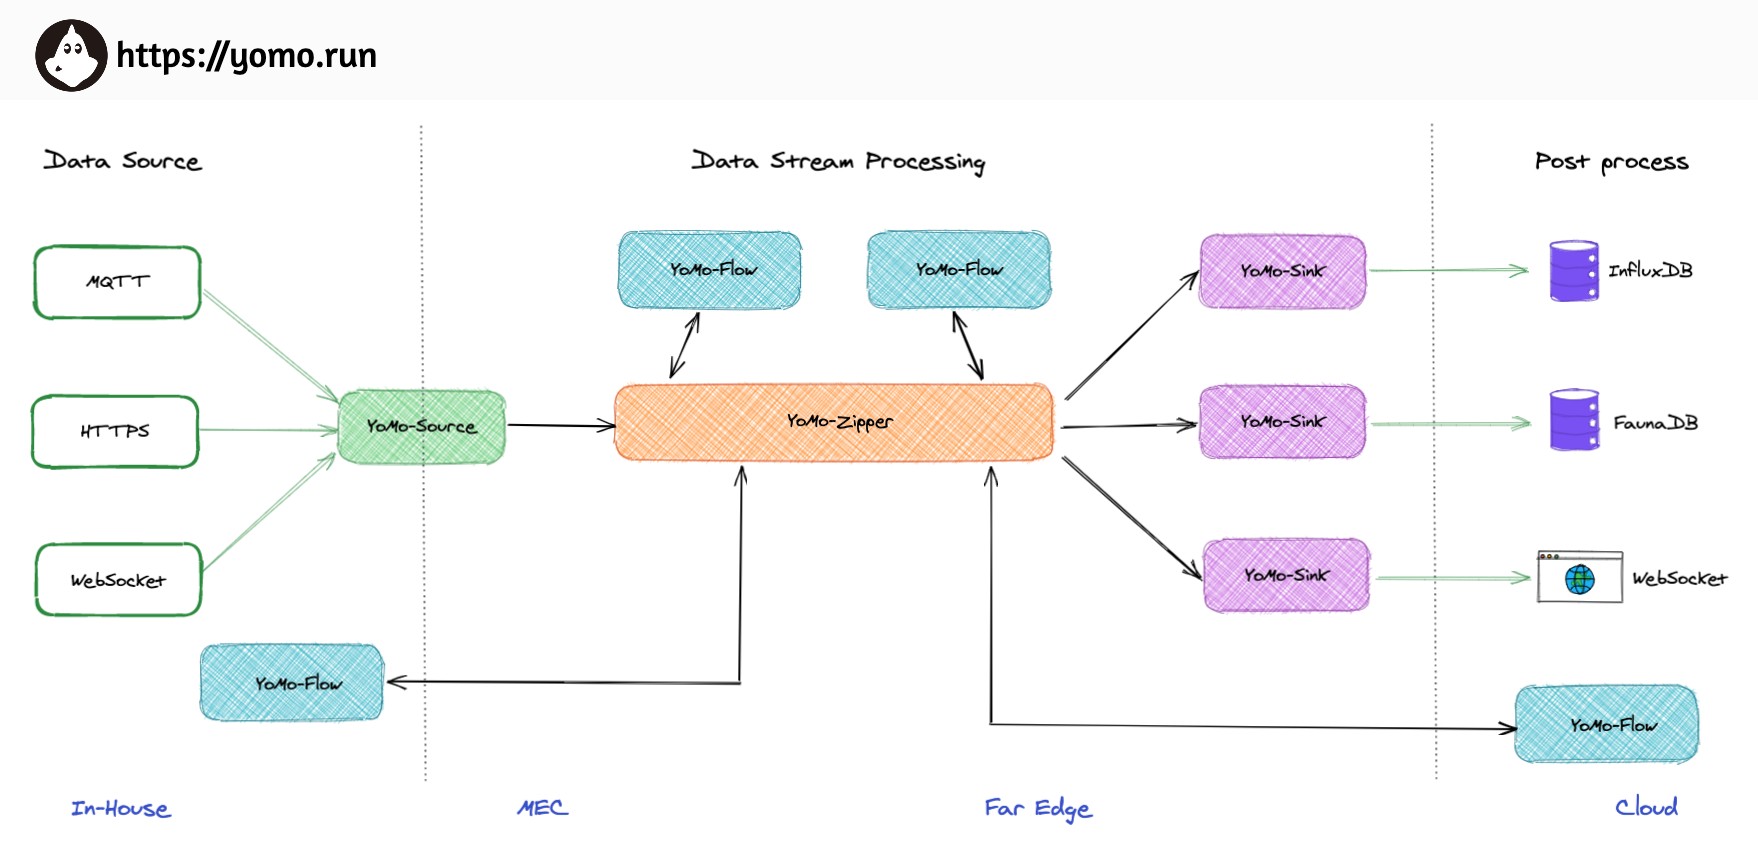 https://yomo.run
Data Source
Data Stream Processing
Post process
MQTT
YoMo-Flow
YoMo-Flow
YoMo-Sink
InfluxDB
HTTPS
YoMo-Source
YoMo-Zipper
YoMo-Sink
FaunaDB
WebSocket
YoMo-Sink
WebSocket
YoMo-Flow
YoMo-Flow
In-House
MEC
Far Edge
Cloud